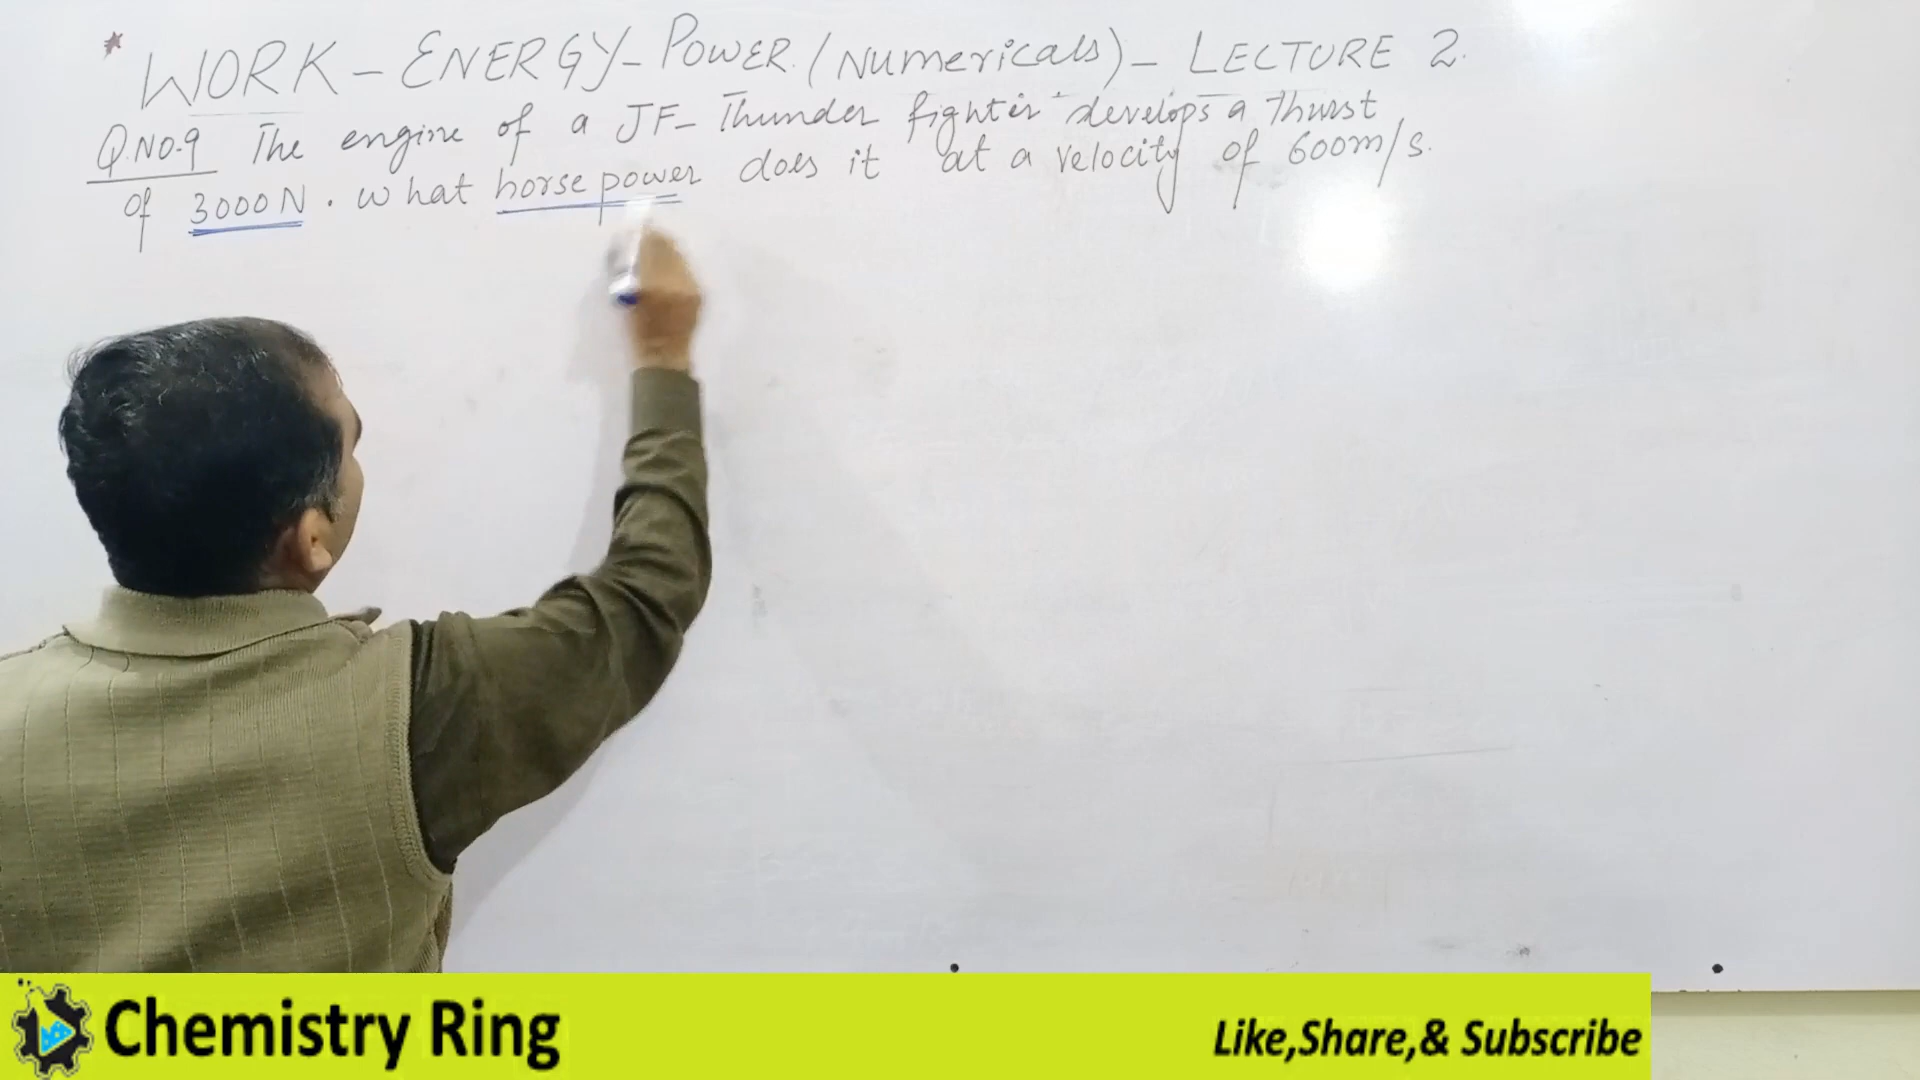 * WORK - ENERGY - POWER (Numericals) - LECTURE 2.
Q.NO.9 The engine of a JF- Thunder fighter develops a Thurst
of 3000N. what horse power does it at a velocity of 600m/s.
Chemistry Ring
Like,Share,& Subscribe